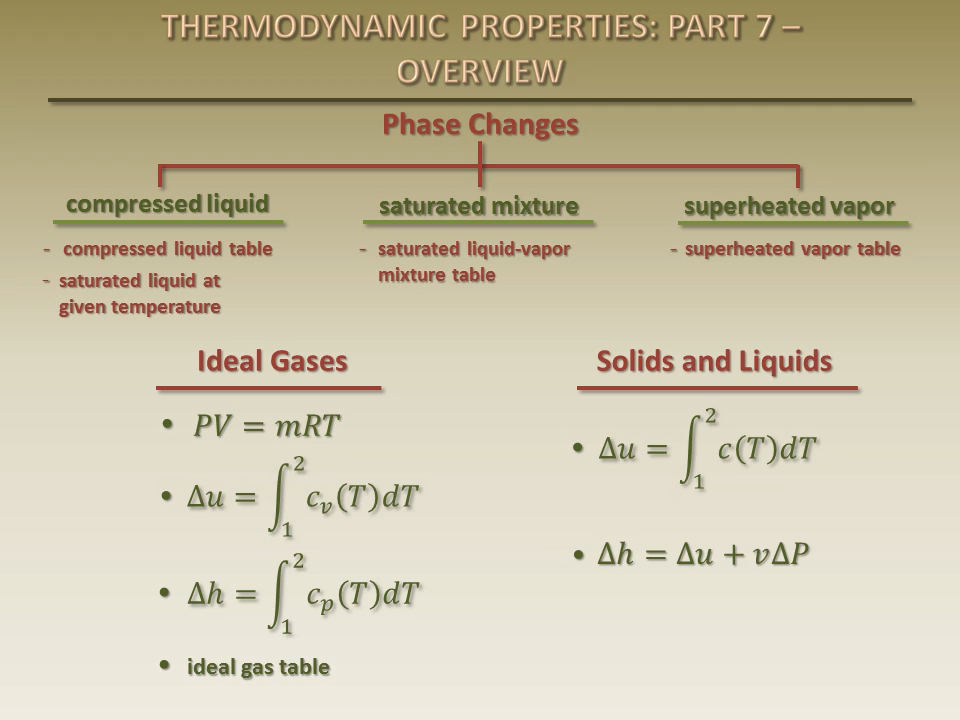 THERMODYNAMIC PROPERTIES: PART 7 –
OVERVIEW
Phase Changes
compressed liquid
- compressed liquid table
- saturated liquid at
given temperature
saturated mixture
- saturated liquid-vapor
mixture table
superheated vapor
- superheated vapor table
Ideal Gases
• PV = mRT
• Δu = ∫₁² cᵥ(T)dT
• Δh = ∫₁² cₚ(T)dT
• ideal gas table
Solids and Liquids
• Δu = ∫₁² c(T)dT
• Δh = Δu + vΔP